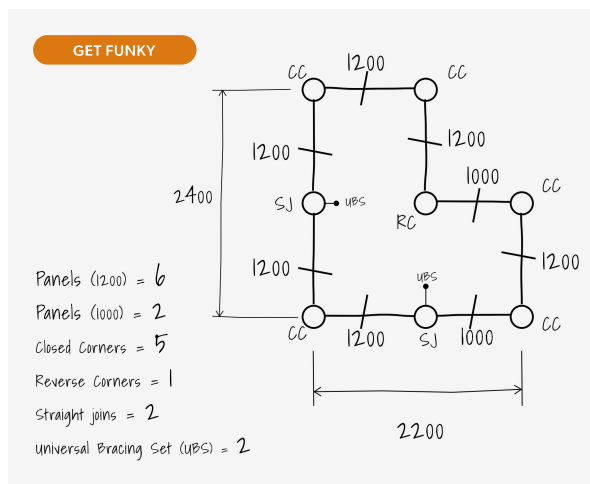 GET FUNKY
1200
CC
CC
1200
1200
1000
CC
2400
SJ
UBS
RC
1200
1200
UBS
CC
1200
SJ
1000
CC
2200
Panels (1200) = 6
Panels (1000) = 2
Closed Corners = 5
Reverse Corners = 1
Straight joins = 2
Universal Bracing Set (UBS) = 2